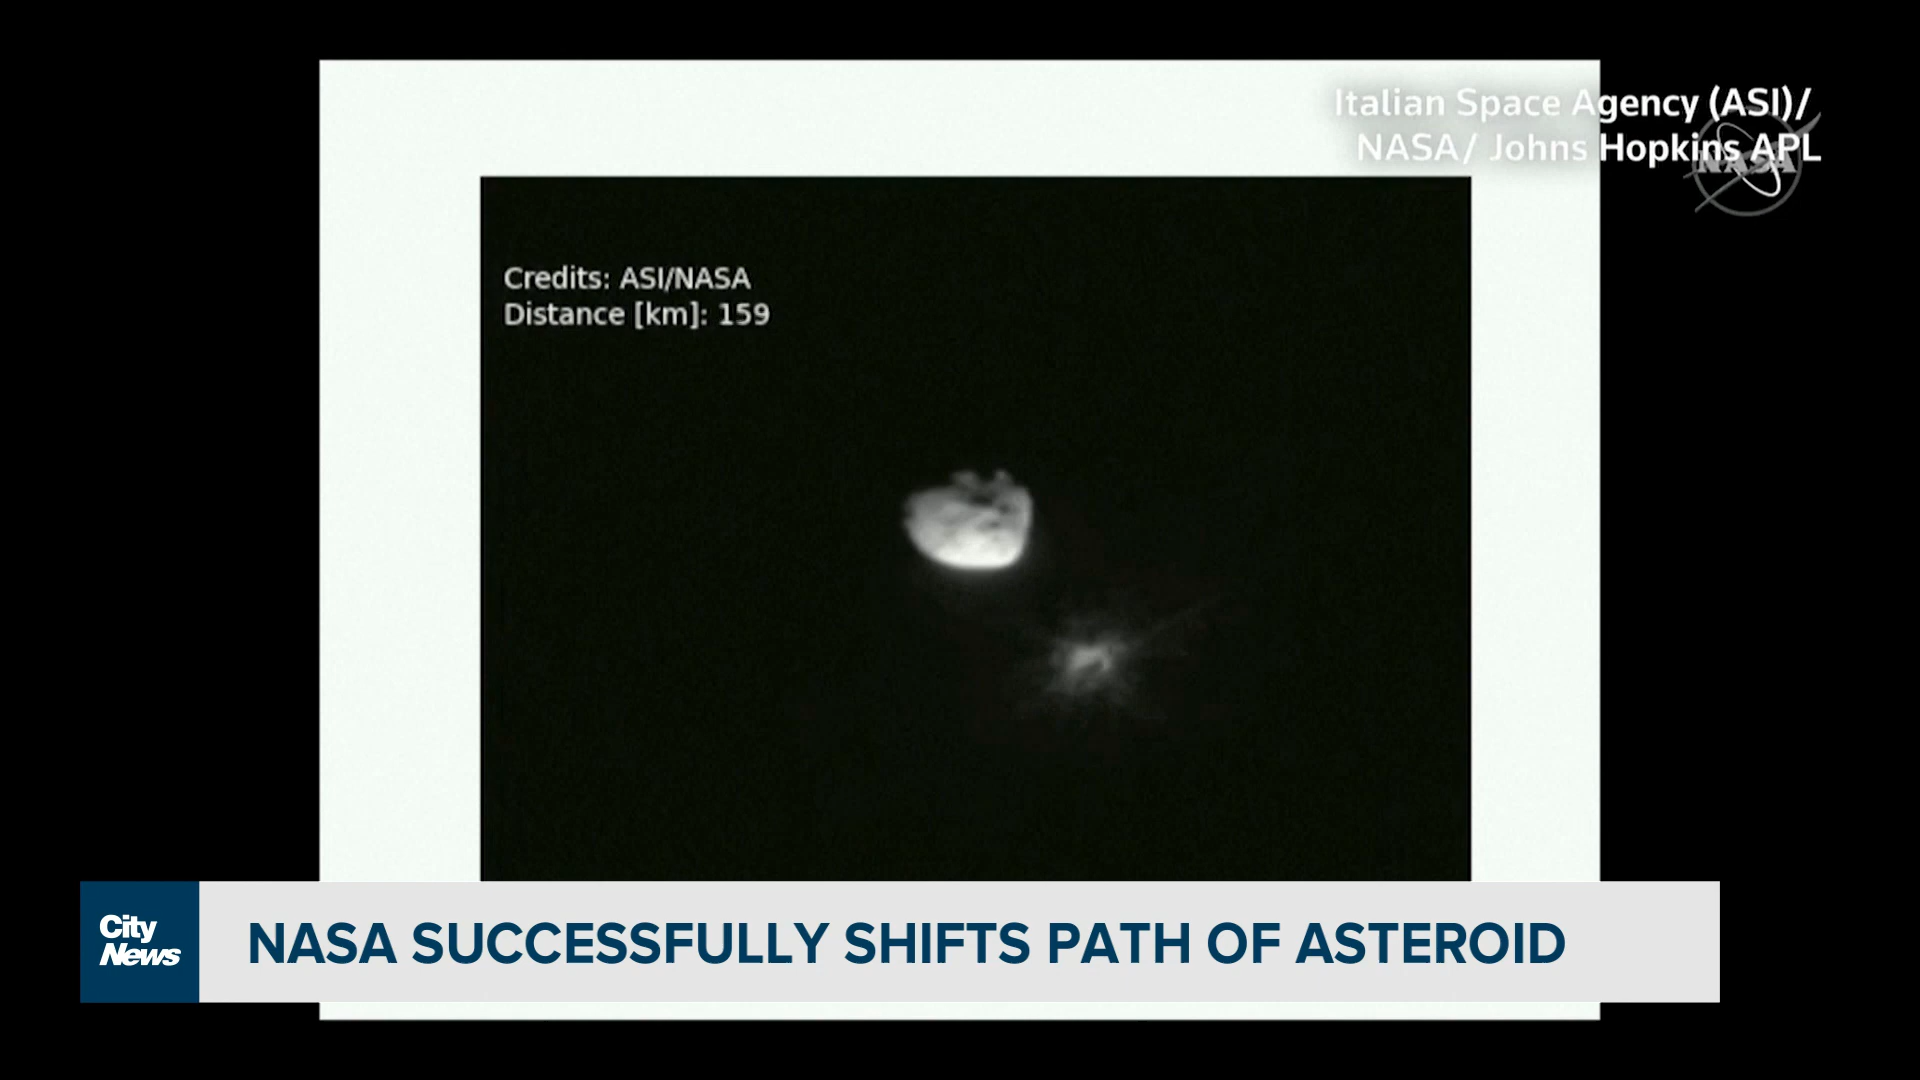 Italian Space Agency (ASI)/
NASA/ Johns Hopkins APL
NASA
Credits: ASI/NASA
Distance [km]: 159
City
News
NASA SUCCESSFULLY SHIFTS PATH OF ASTEROID